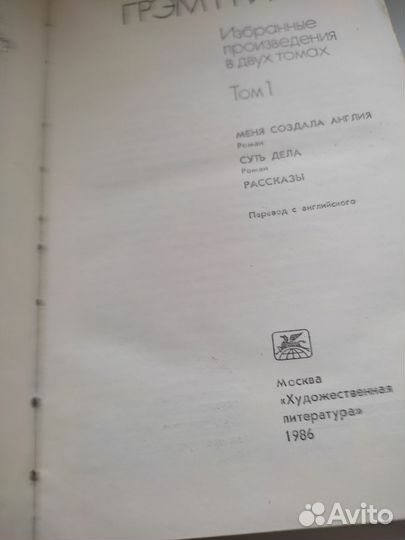 ГРЭМ
Избранные
произведения
в двух томах
Том 1
МЕНЯ СОЗДАЛА АНГЛИЯ
Роман
СУТЬ ДЕЛА
Роман
РАССКАЗЫ
Перевод с английского
Москва
«Художественная
литература»
1986
Avito